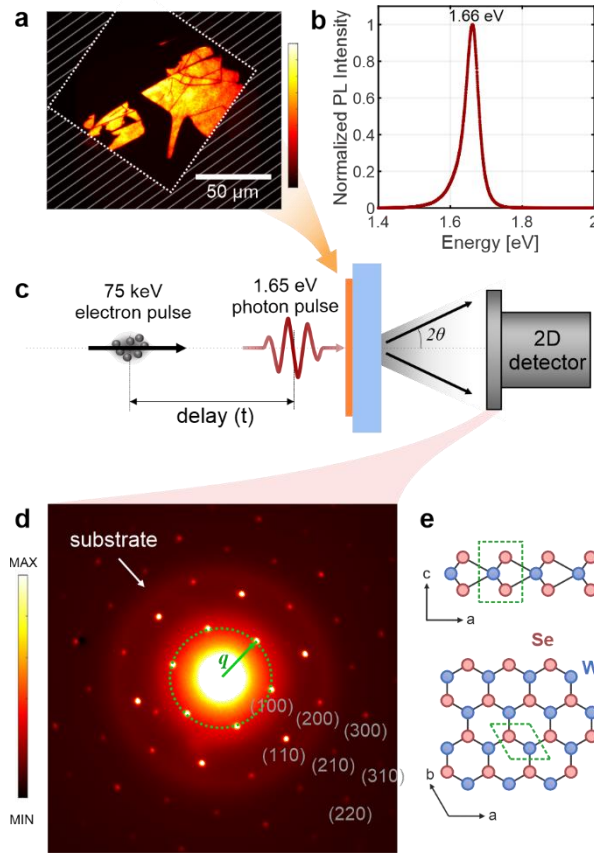 a
50 μm
b
1.66 eV
Normalized PL Intensity
1
0.8
0.6
0.4
0.2
0
1.4
1.6
1.8
2
Energy [eV]
c
75 keV
electron pulse
1.65 eV
photon pulse
delay (t)
2θ
2D
detector
d
MAX
MIN
substrate
q
(100)
(200)
(300)
(110)
(210)
(310)
(220)
e
c
a
Se
W
b
a